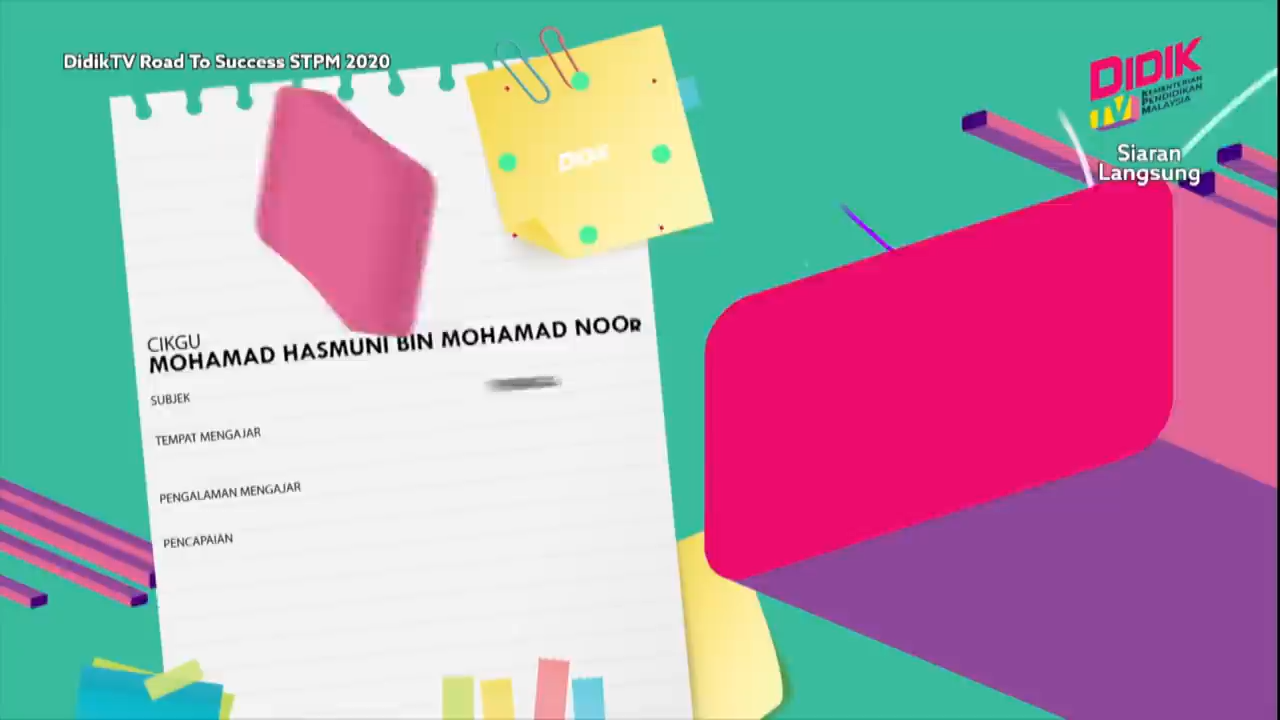 DidikTV Road To Success STPM 2020
DIDIK
TV KEMENTERIAN
PENDIDIKAN
MALAYSIA
Siaran
Langsung
DIDIK
CIKGU
MOHAMAD HASMUNI BIN MOHAMAD NOOR
SUBJEK
TEMPAT MENGAJAR
PENGALAMAN MENGAJAR
PENCAPAIAN